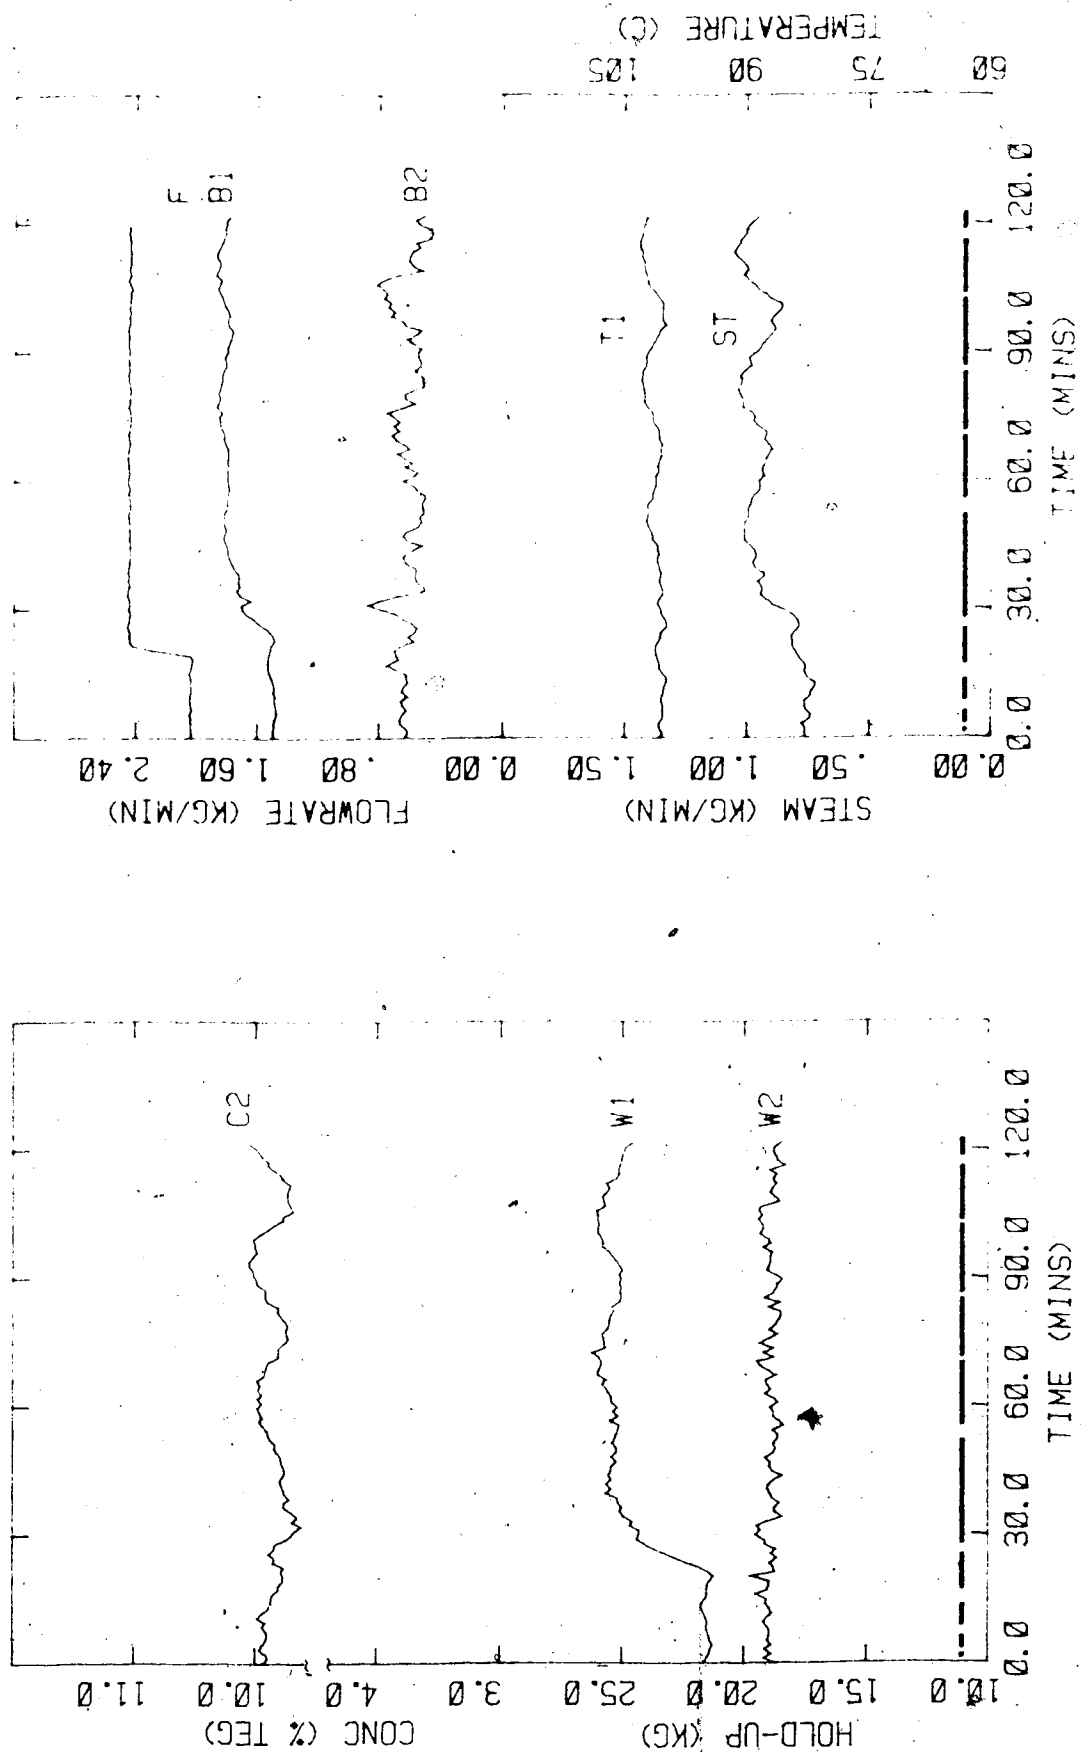 TEMPERATURE (C)
105
90
75
60
F
B1
B2
T1
ST
2.40
1.60
.80
0.00
1.50
1.00
.50
0.00
FLOWRATE (KG/MIN)
STEAM (KG/MIN)
0.0
30.0
60.0
90.0
120.0
TIME (MINS)
C2
W1
W2
11.0
10.0
4.0
3.0
25.0
20.0
15.0
10.0
CONC (% TEG)
HOLD-UP (KG)
0.0
30.0
60.0
90.0
120.0
TIME (MINS)